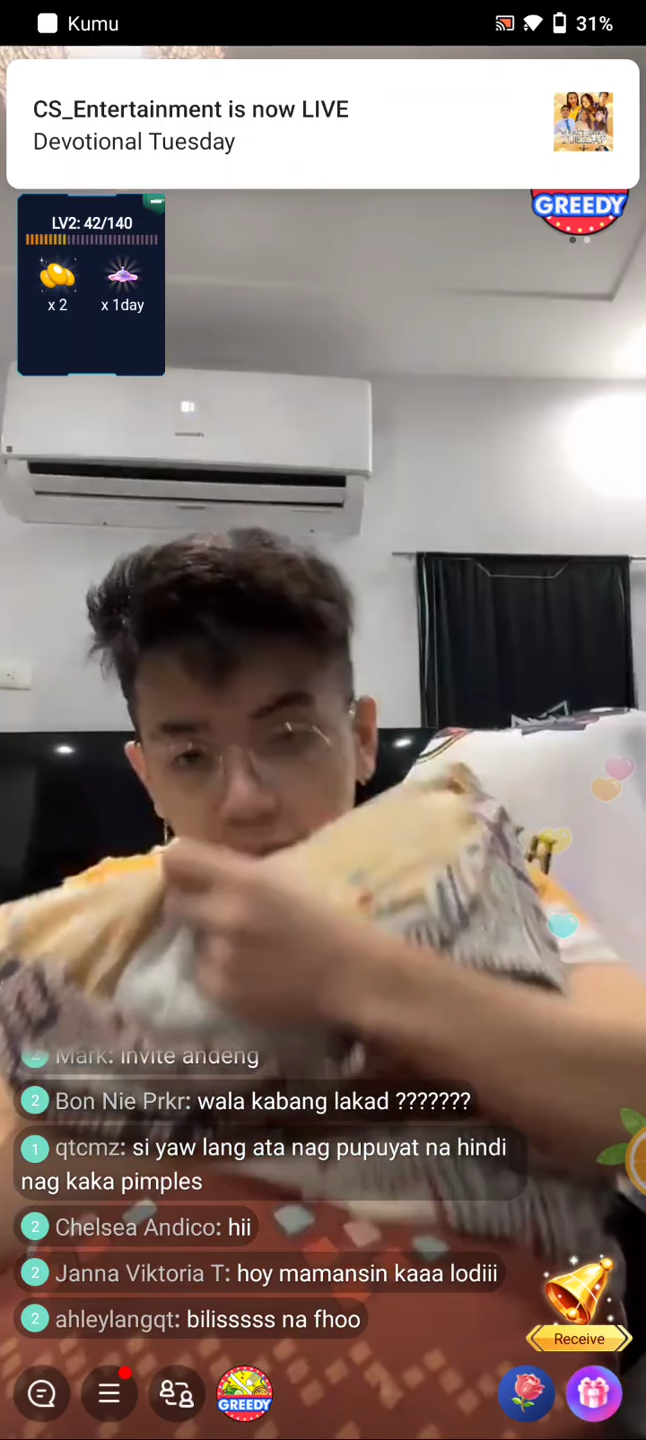 Kumu
31%
CS_Entertainment is now LIVE
Devotional Tuesday
GREEDY
LV2: 42/140
x 2
x 1day
2 Mark: invite andeng
2 Bon Nie Prkr: wala kabang lakad ???????
1 qtcmz: si yaw lang ata nag pupuyat na hindi
nag kaka pimples
2 Chelsea Andico: hii
2 Janna Viktoria T: hoy mamansin kaaa lodiii
2 ahleylangqt: bilisssss na fhoo
Receive
GREEDY